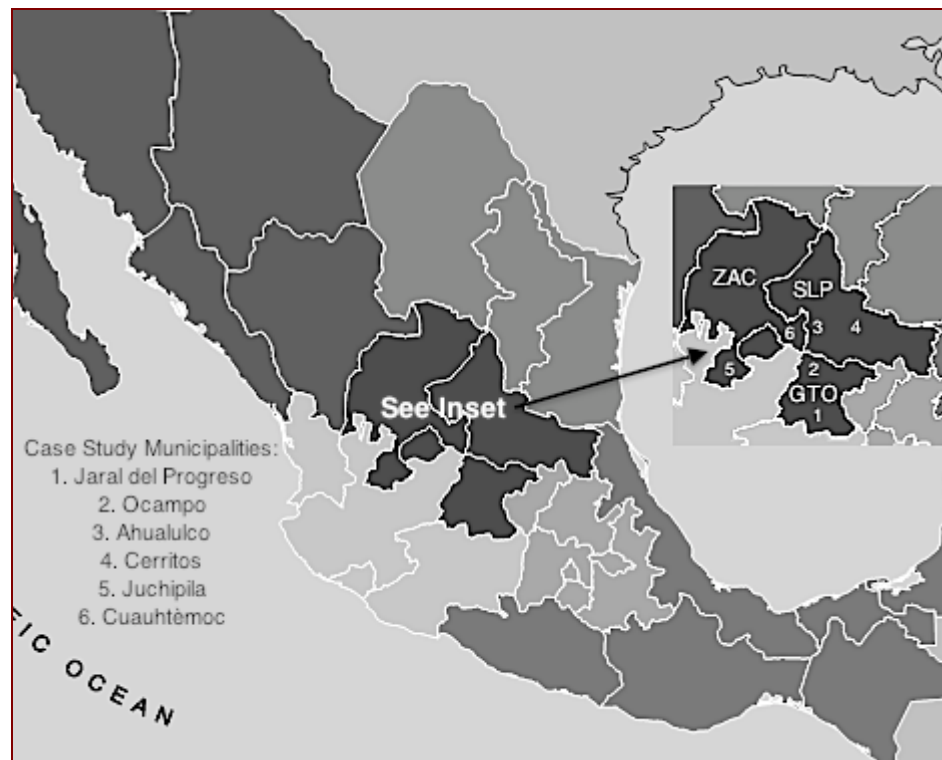 ZAC
SLP
6
3
4
5
2
GTO
1
See Inset
Case Study Municipalities:
1. Jaral del Progreso
2. Ocampo
3. Ahualulco
4. Cerritos
5. Juchipila
6. Cuauhtèmoc
OCEAN